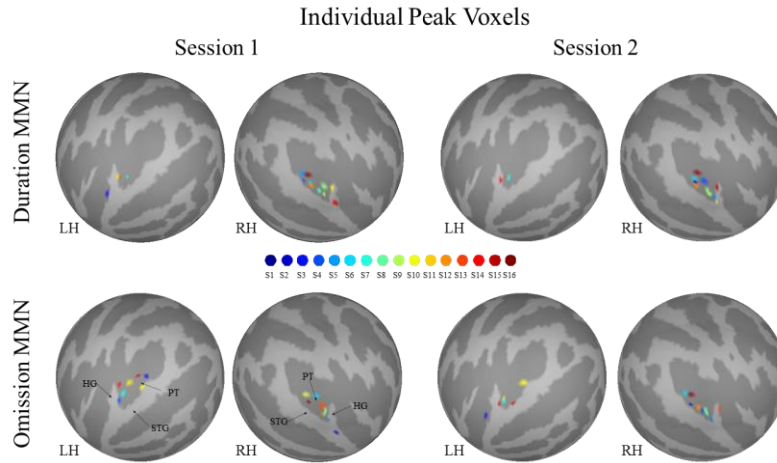 Individual Peak Voxels
Session 1
Session 2
Duration MMN
LH
RH
LH
RH
S1 S2 S3 S4 S5 S6 S7 S8 S9 S10 S11 S12 S13 S14 S15 S16
Omission MMN
HG
PT
STG
LH
PT
HG
STG
RH
LH
RH